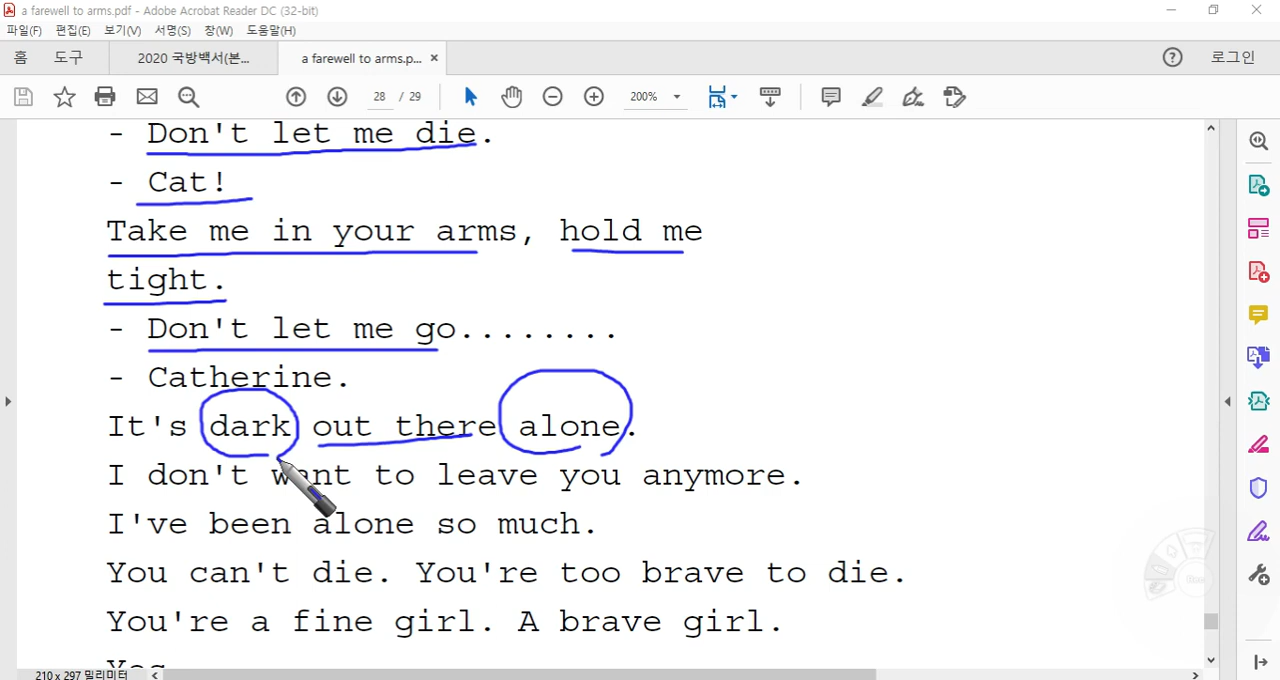 a farewell to arms.pdf - Adobe Acrobat Reader DC (32-bit)
파일(F) 편집(E) 보기(V) 서명(S) 창(W) 도움말(H)
홈 도구 2020 국방백서(본... a farewell to arms.p... × ? 로그인
28 / 29 200%
- Don't let me die.
- Cat!
Take me in your arms, hold me
tight.
- Don't let me go........
- Catherine.
It's dark out there alone.
I don't want to leave you anymore.
I've been alone so much.
You can't die. You're too brave to die.
You're a fine girl. A brave girl.
Yes
210 x 297 밀리미터